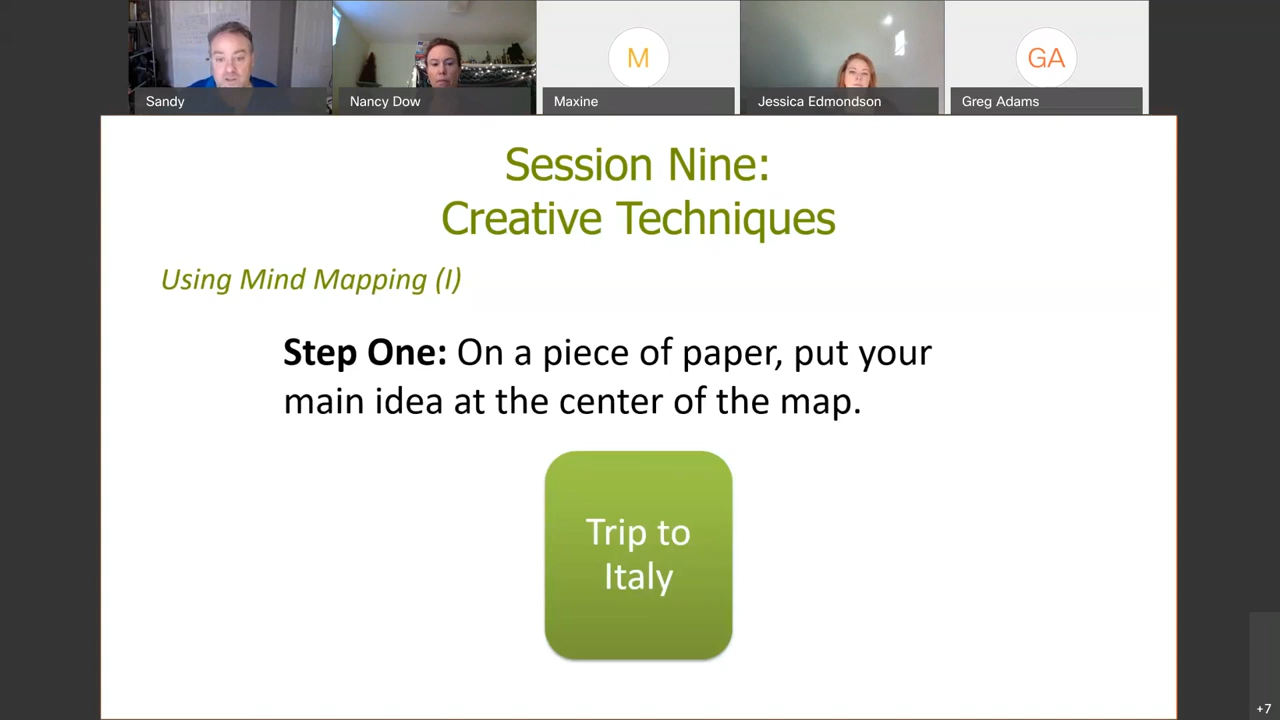 M
GA
Sandy
Nancy Dow
Maxine
Jessica Edmondson
Greg Adams
Session Nine:
Creative Techniques
Using Mind Mapping (I)
Step One: On a piece of paper, put your
main idea at the center of the map.
Trip to
Italy
+7